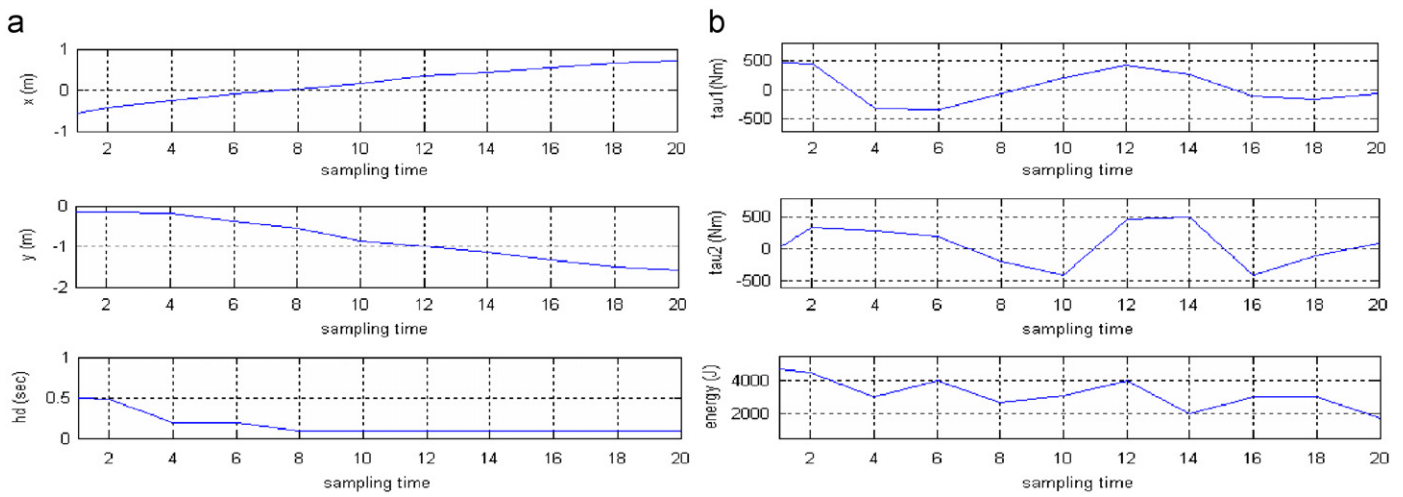 a
1
0
-1
x (m)
2 4 6 8 10 12 14 16 18 20
sampling time
0
-1
-2
y (m)
2 4 6 8 10 12 14 16 18 20
sampling time
1
0.5
0
hd (sec)
2 4 6 8 10 12 14 16 18 20
sampling time
b
500
0
-500
tau1(Nm)
2 4 6 8 10 12 14 16 18 20
sampling time
500
0
-500
tau2 (Nm)
2 4 6 8 10 12 14 16 18 20
sampling time
4000
2000
energy (J)
2 4 6 8 10 12 14 16 18 20
sampling time